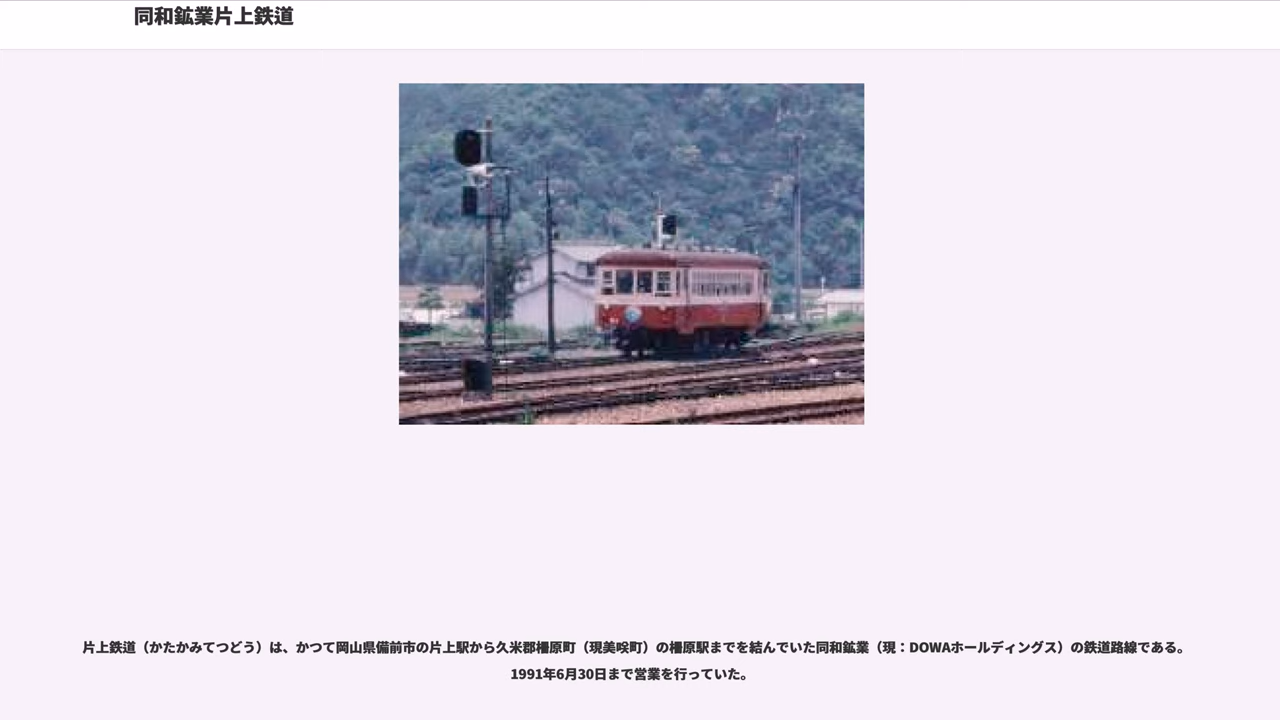 同和鉱業片上鉄道
片上鉄道（かたかみてつどう）は、かつて岡山県備前市の片上駅から久米郡柵原町（現美咲町）の柵原駅までを結んでいた同和鉱業（現：DOWAホールディングス）の鉄道路線である。
1991年6月30日まで営業を行っていた。